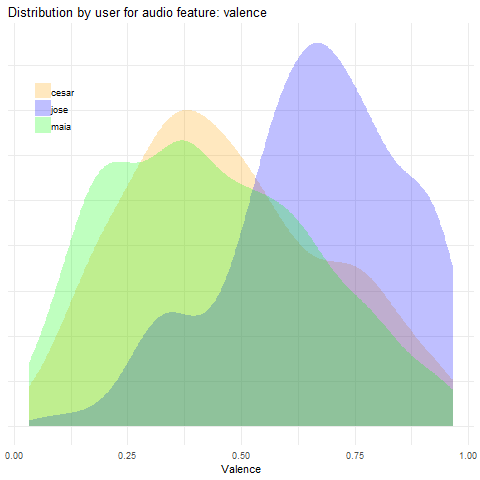 Distribution by user for audio feature: valence
cesar
jose
maia
0.00 0.25 0.50 0.75 1.00
Valence